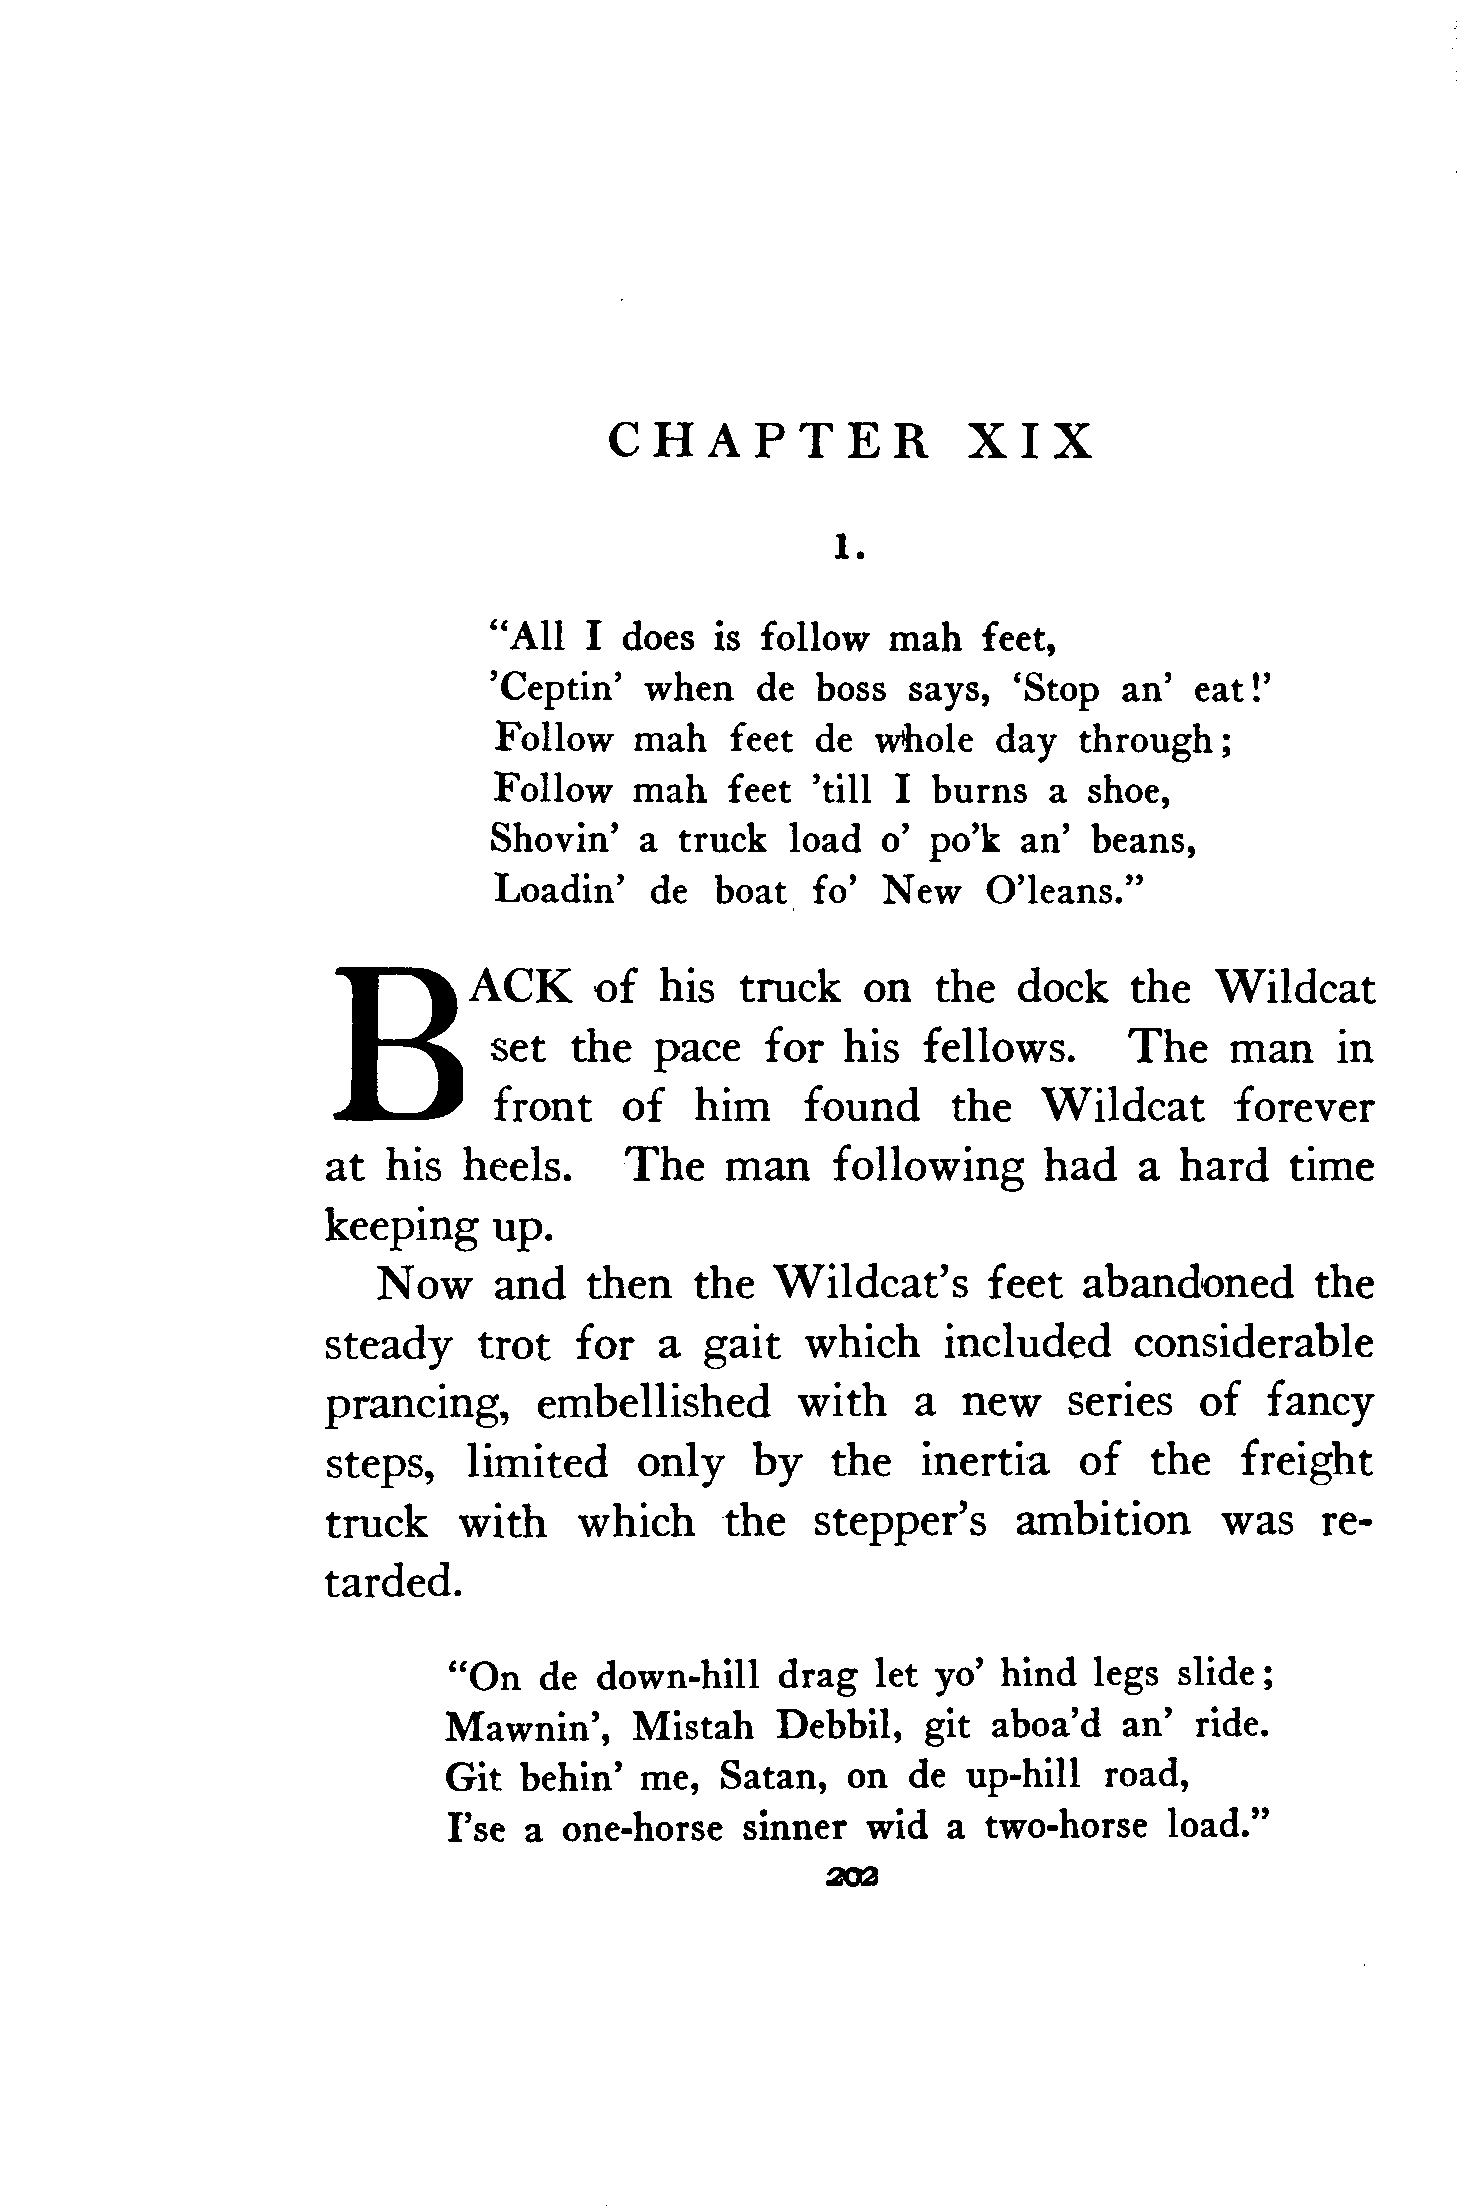 CHAPTER XIX
1.
“All I does is follow mah feet,
’Ceptin’ when de boss says, ‘Stop an’ eat!’
Follow mah feet de whole day through;
Follow mah feet ’till I burns a shoe,
Shovin’ a truck load o’ po’k an’ beans,
Loadin’ de boat fo’ New O’leans.”
BACK of his truck on the dock the Wildcat
set the pace for his fellows. The man in
front of him found the Wildcat forever
at his heels. The man following had a hard time
keeping up.
Now and then the Wildcat’s feet abandoned the
steady trot for a gait which included considerable
prancing, embellished with a new series of fancy
steps, limited only by the inertia of the freight
truck with which the stepper’s ambition was re-
tarded.
“On de down-hill drag let yo’ hind legs slide;
Mawnin’, Mistah Debbil, git aboa’d an’ ride.
Git behin’ me, Satan, on de up-hill road,
I’se a one-horse sinner wid a two-horse load.”
202